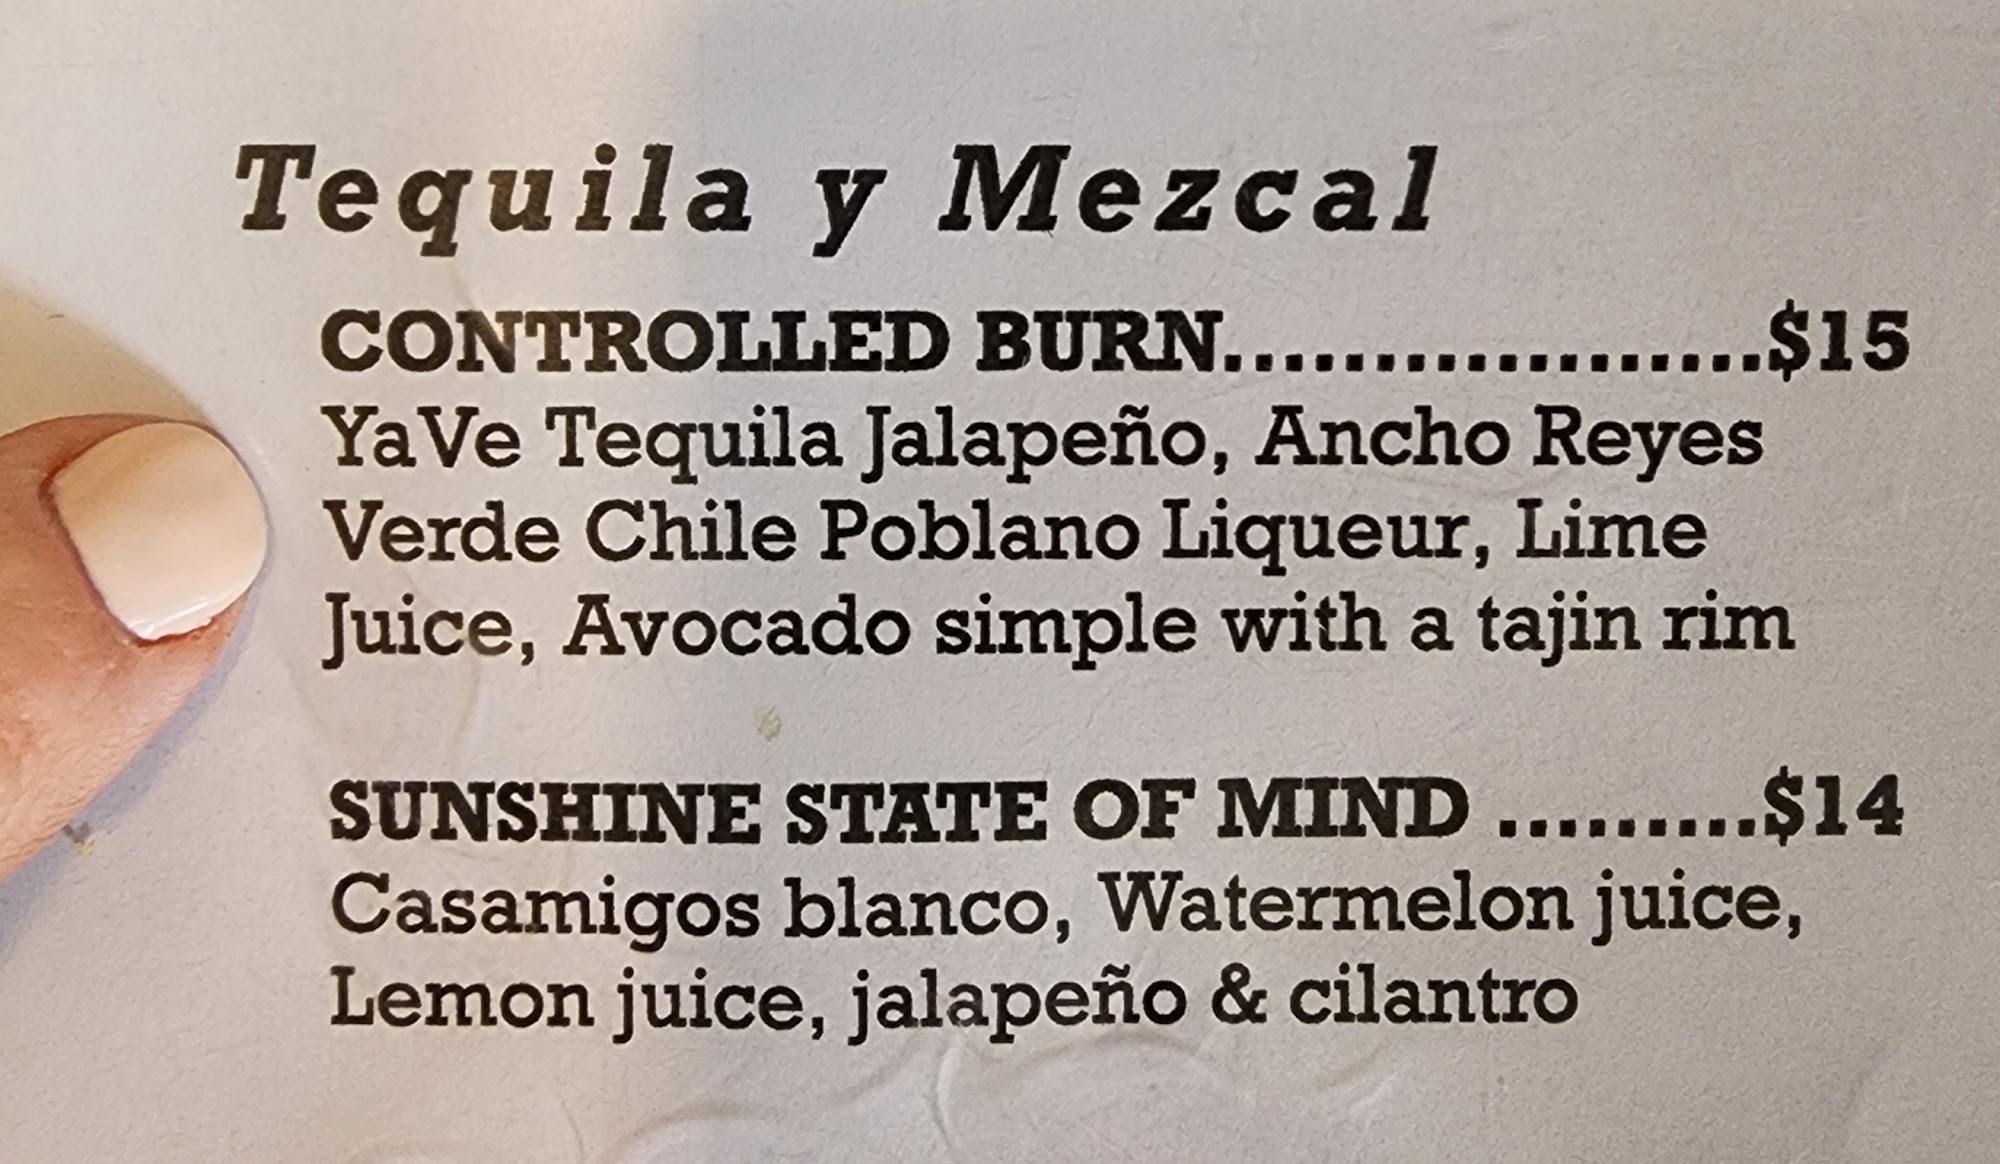 Tequila y Mezcal
CONTROLLED BURN..................$15
YaVe Tequila Jalapeño, Ancho Reyes
Verde Chile Poblano Liqueur, Lime
Juice, Avocado simple with a tajin rim
SUNSHINE STATE OF MIND .........$14
Casamigos blanco, Watermelon juice,
Lemon juice, jalapeño & cilantro